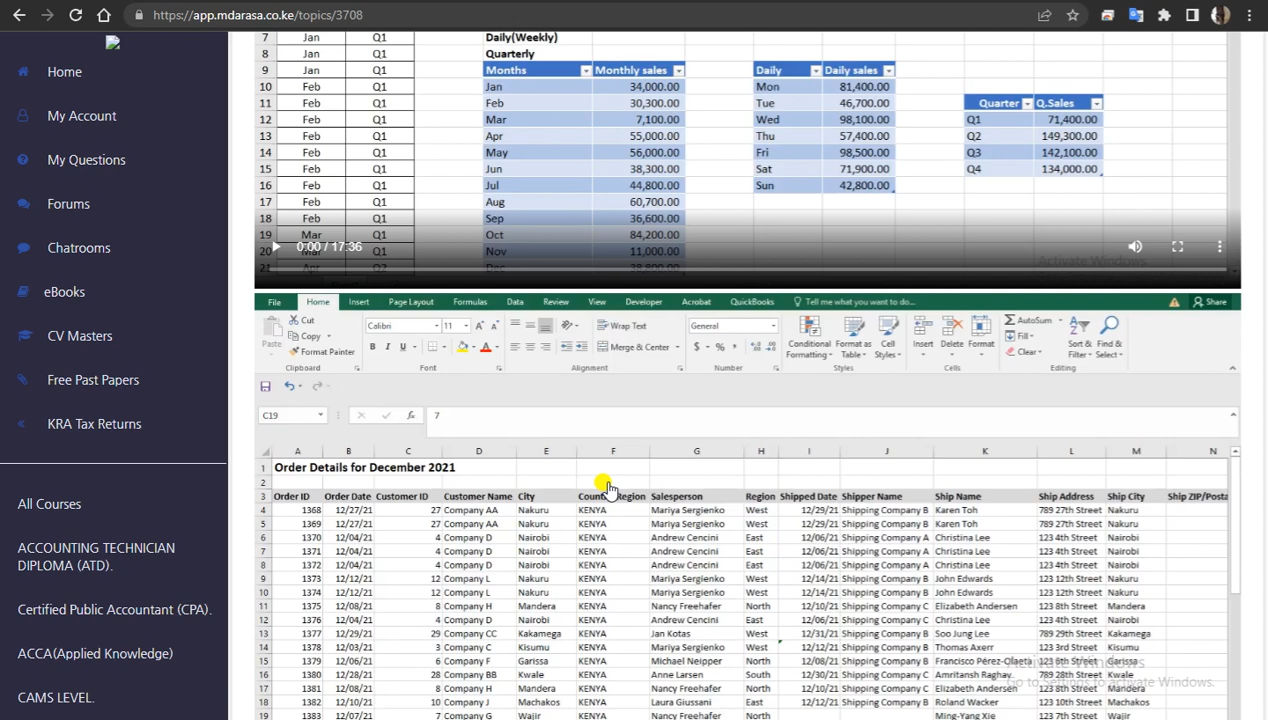 https://app.mdarasa.co.ke/topics/3708
Home
My Account
My Questions
Forums
Chatrooms
eBooks
CV Masters
Free Past Papers
KRA Tax Returns
All Courses
ACCOUNTING TECHNICIAN
DIPLOMA (ATD).
Certified Public Accountant (CPA).
ACCA(Applied Knowledge)
CAMS LEVEL.
7 Jan Q1 Daily(Weekly)
8 Jan Q1 Quarterly
9 Jan Q1 Months Monthly sales Daily Daily sales
10 Feb Q1 Jan 34,000.00 Mon 81,400.00
11 Feb Q1 Feb 30,300.00 Tue 46,700.00 Quarter Q.Sales
12 Feb Q1 Mar 7,100.00 Wed 98,100.00 Q1 71,400.00
13 Feb Q1 Apr 55,000.00 Thu 57,400.00 Q2 149,300.00
14 Feb Q1 May 56,000.00 Fri 98,500.00 Q3 142,100.00
15 Feb Q1 Jun 38,300.00 Sat 71,900.00 Q4 134,000.00
16 Feb Q1 Jul 44,800.00 Sun 42,800.00
17 Feb Q1 Aug 60,700.00
18 Feb Q1 Sep 36,600.00
19 Mar Q1 Oct 84,200.00
20 Mar Q1 Nov 11,000.00
21 Apr Q2 Dec 38,800.00
0:00 / 17:36
Activate Windows
File Home Insert Page Layout Formulas Data Review View Developer Acrobat QuickBooks Tell me what you want to do... Share
Paste Cut Copy Format Painter
Calibri 11 B I U A A
Wrap Text Merge & Center
General $ %
Conditional Formatting Format as Table Cell Styles
Insert Delete Format
AutoSum Fill Clear Sort & Filter Find & Select
Clipboard Font Alignment Number Styles Cells Editing
C19 fx 7
A B C D E F G H I J K L M N
1 Order Details for December 2021
2
3 Order ID Order Date Customer ID Customer Name City Region Salesperson Region Shipped Date Shipper Name Ship Name Ship Address Ship City Ship ZIP/Posta
4 1368 12/27/21 27 Company AA Nakuru KENYA Mariya Sergienko West 12/29/21 Shipping Company B Karen Toh 789 27th Street Nakuru
5 1369 12/27/21 27 Company AA Nakuru KENYA Mariya Sergienko West 12/29/21 Shipping Company B Karen Toh 789 27th Street Nakuru
6 1370 12/04/21 4 Company D Nairobi KENYA Andrew Cencini East 12/06/21 Shipping Company A Christina Lee 123 4th Street Nairobi
7 1371 12/04/21 4 Company D Nairobi KENYA Andrew Cencini East 12/06/21 Shipping Company A Christina Lee 123 4th Street Nairobi
8 1372 12/04/21 4 Company D Nairobi KENYA Andrew Cencini East 12/06/21 Shipping Company A Christina Lee 123 4th Street Nairobi
9 1373 12/12/21 12 Company L Nakuru KENYA Mariya Sergienko West 12/14/21 Shipping Company B John Edwards 123 12th Street Nakuru
10 1374 12/12/21 12 Company L Nakuru KENYA Mariya Sergienko West 12/14/21 Shipping Company B John Edwards 123 12th Street Nakuru
11 1375 12/08/21 8 Company H Mandera KENYA Nancy Freehafer North 12/10/21 Shipping Company C Elizabeth Andersen 123 8th Street Mandera
12 1376 12/04/21 4 Company D Nairobi KENYA Andrew Cencini East 12/06/21 Shipping Company C Christina Lee 123 4th Street Nairobi
13 1377 12/29/21 29 Company CC Kakamega KENYA Jan Kotas West 12/31/21 Shipping Company B Soo Jung Lee 789 29th Street Kakamega
14 1378 12/03/21 3 Company C Kisumu KENYA Mariya Sergienko West 12/12/21 Shipping Company B Thomas Axerr 123 3rd Street Kisumu
15 1379 12/06/21 6 Company F Garissa KENYA Michael Neipper North 12/08/21 Shipping Company B Francisco Pérez-Olaeta 123 6th Street Garissa
16 1380 12/28/21 28 Company BB Kwale KENYA Anne Larsen South 12/30/21 Shipping Company C Amritansh Raghav 789 28th Street Kwale
17 1381 12/08/21 8 Company H Mandera KENYA Nancy Freehafer North 12/10/21 Shipping Company C Elizabeth Andersen 123 8th Street Mandera
18 1382 12/10/21 10 Company J Machakos KENYA Laura Giussani East 12/12/21 Shipping Company B Roland Wacker 123 10th Street Machakos
19 1383 12/07/21 7 Company G Wajir KENYA Nancy Freehafer North Ming-Yang Xie 123 7th Street Wajir
Activate Windows
Go to Settings to activate Windows.